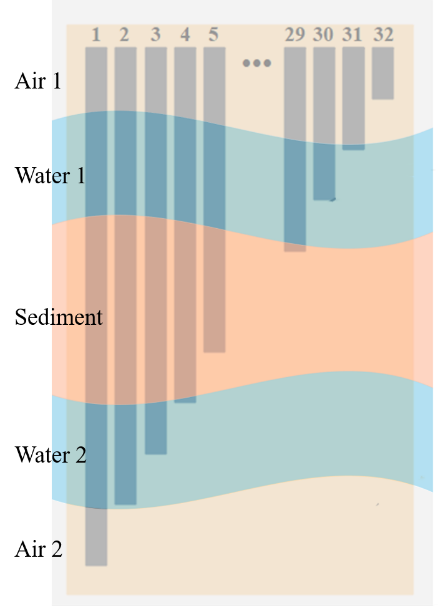 1 2 3 4 5 ••• 29 30 31 32
Air 1
Water 1
Sediment
Water 2
Air 2